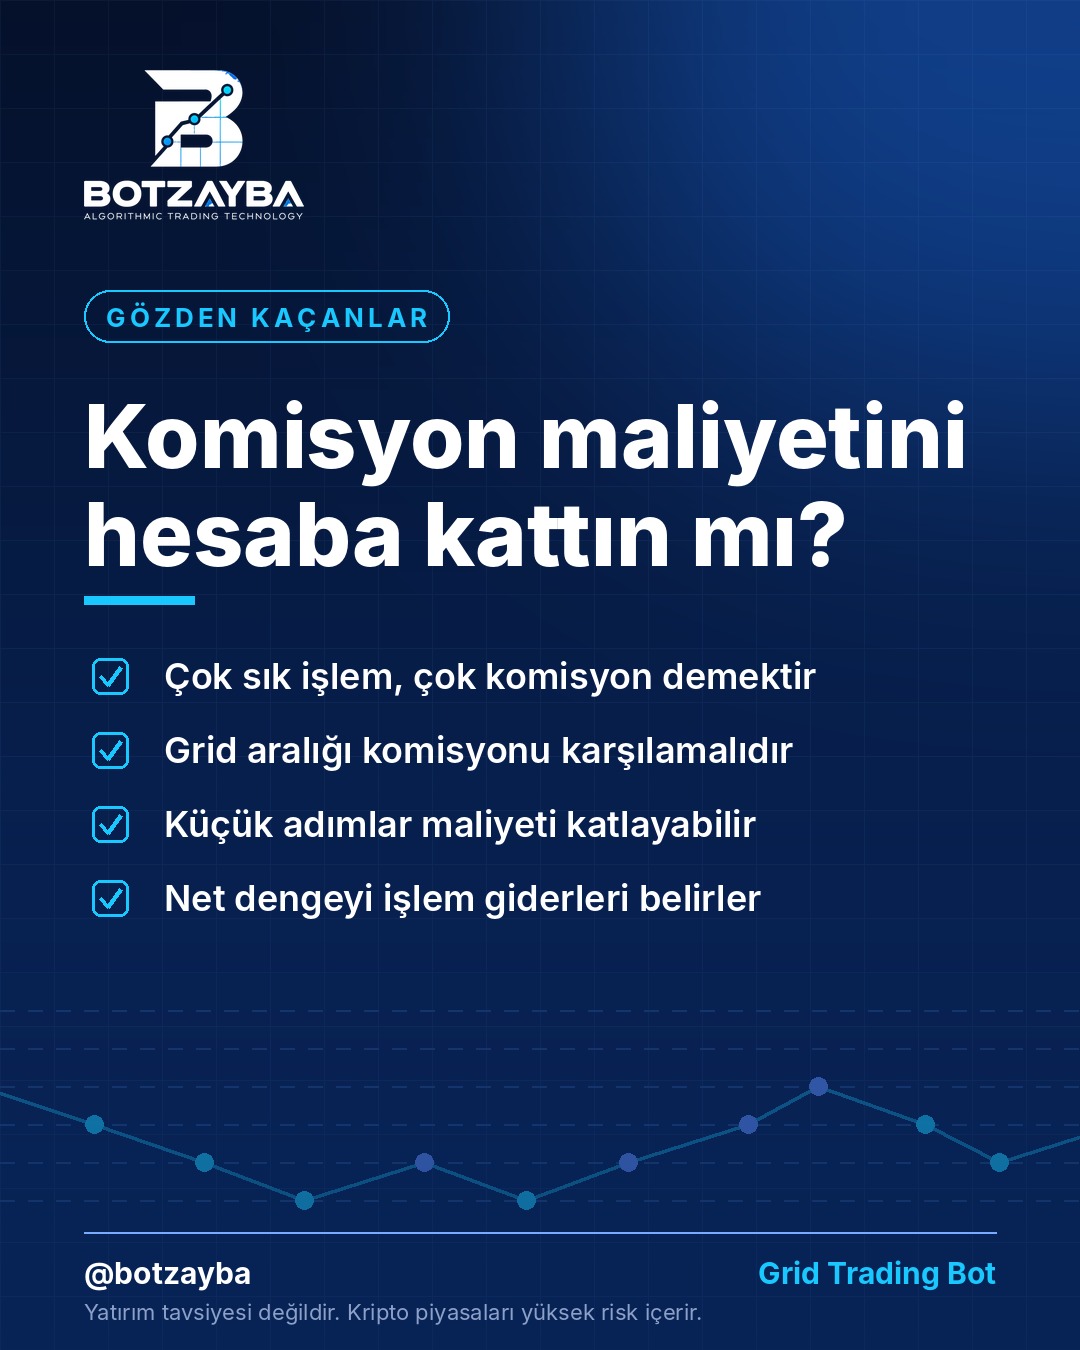 BOTZAYBA
ALGORITHMIC TRADING TECHNOLOGY
GÖZDEN KAÇANLAR
Komisyon maliyetini
hesaba kattın mı?
Çok sık işlem, çok komisyon demektir
Grid aralığı komisyonu karşılamalıdır
Küçük adımlar maliyeti katlayabilir
Net dengeyi işlem giderleri belirler
@botzayba
Grid Trading Bot
Yatırım tavsiyesi değildir. Kripto piyasaları yüksek risk içerir.